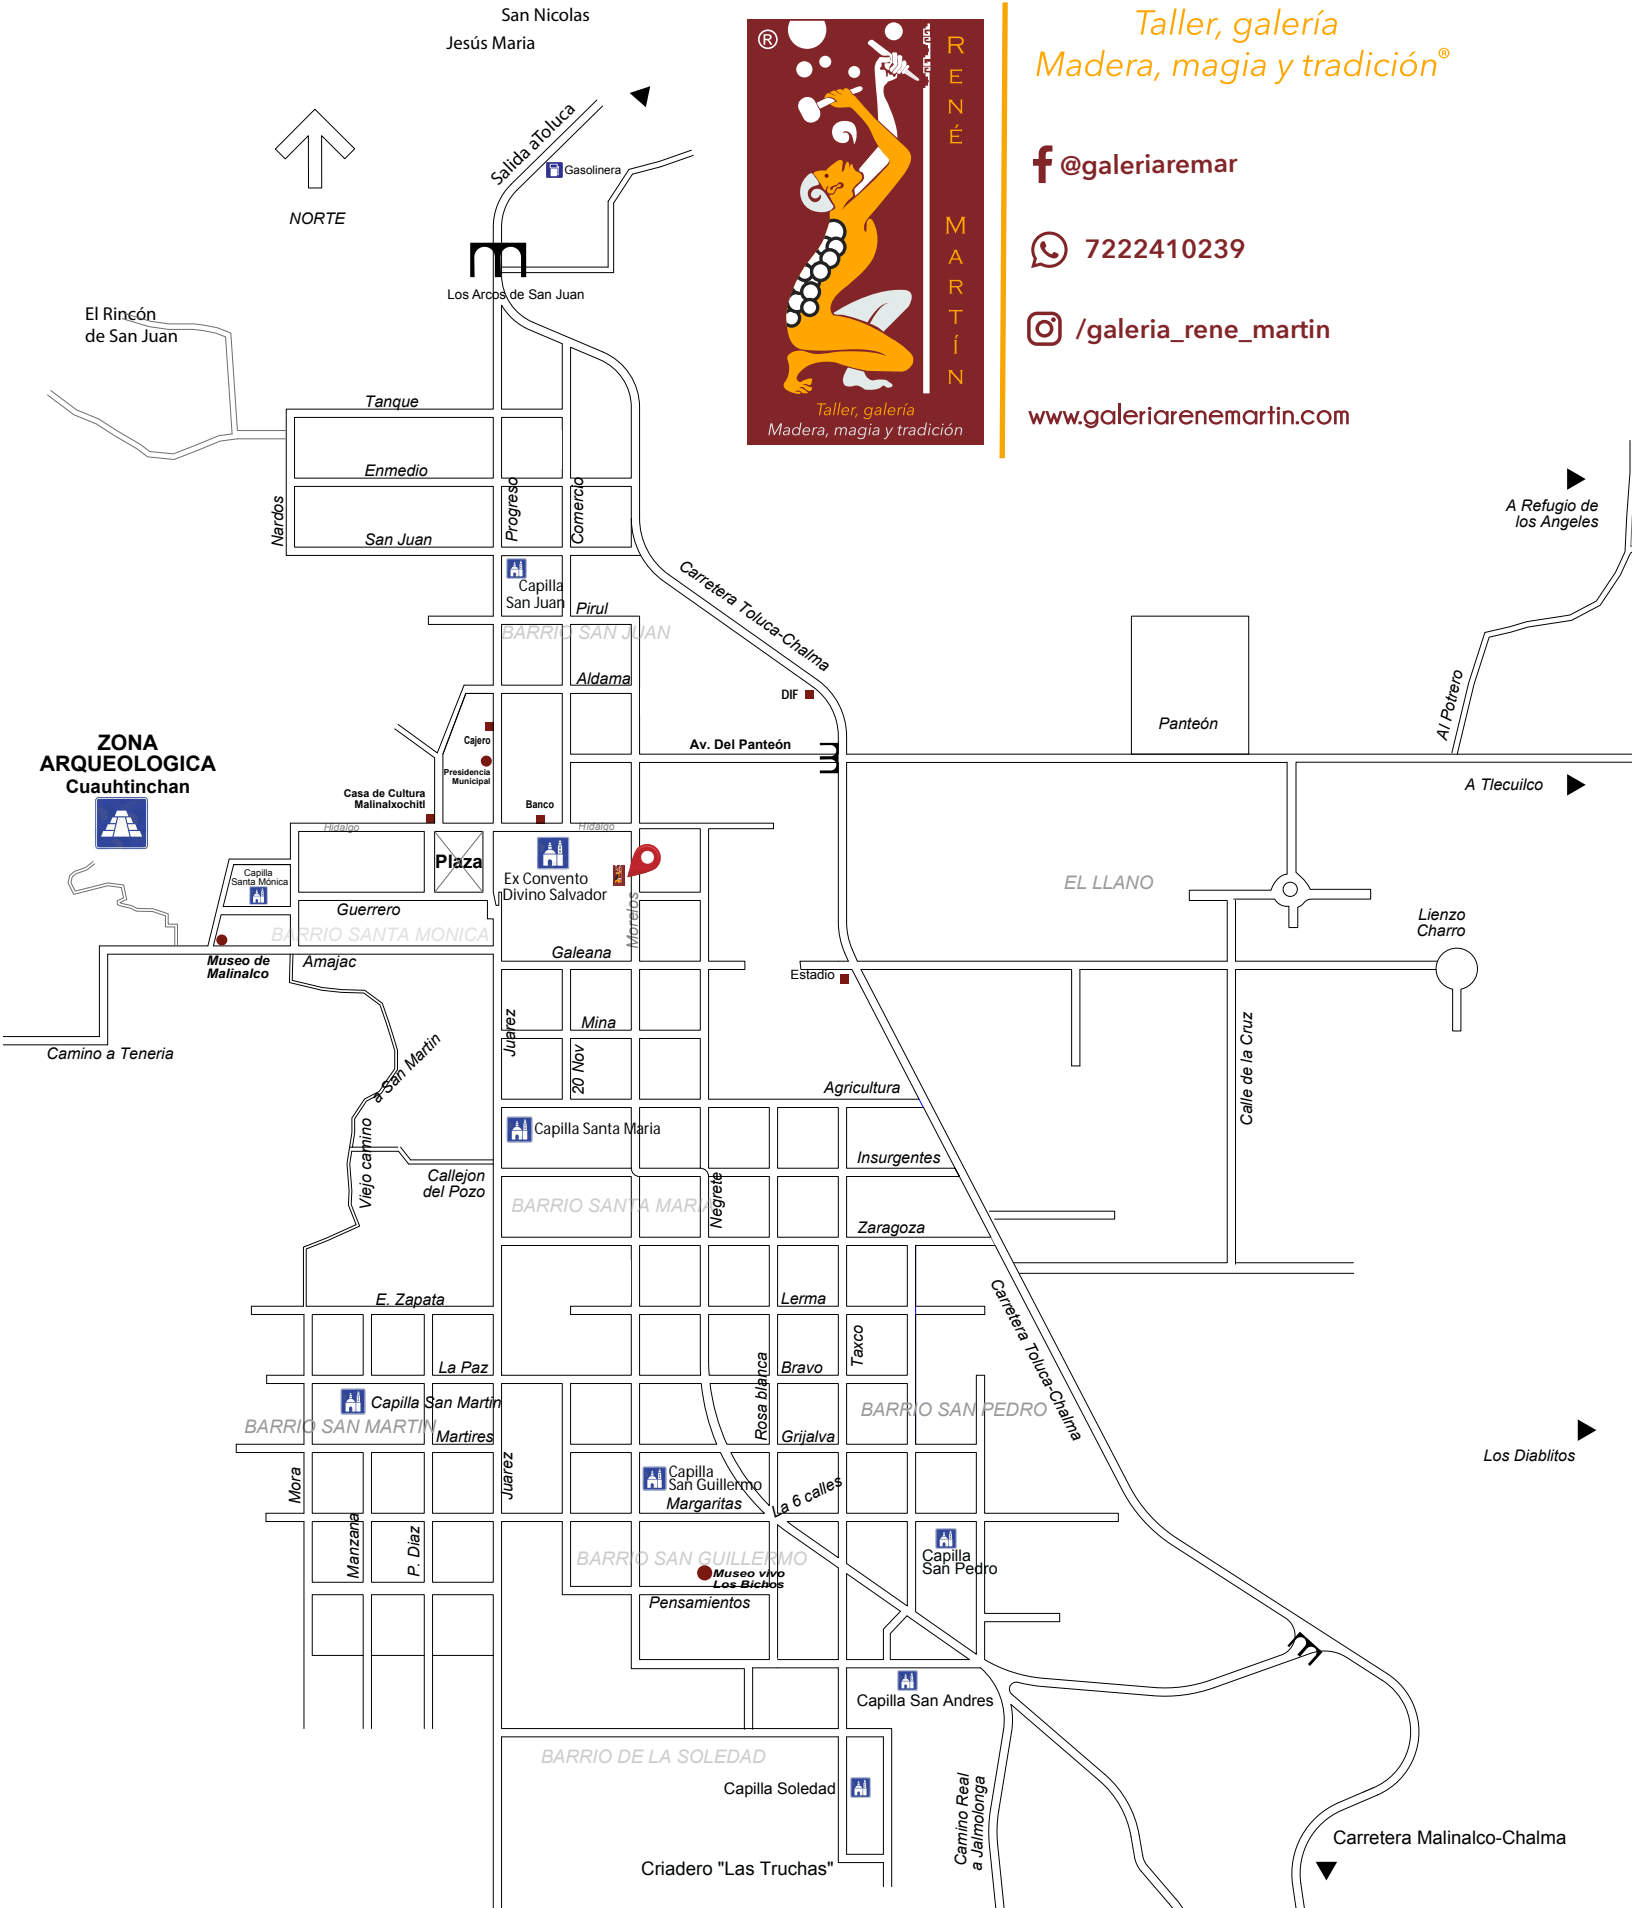 San Nicolas
Jesús Maria
Salida aToluca
Gasolinera
NORTE
Los Arcos de San Juan
El Rincón
de San Juan
®
RENÉ MARTÍN
Taller, galería
Madera, magia y tradición
Taller, galería
Madera, magia y tradición®
@galeriaremar
7222410239
/galeria_rene_martin
www.galeriarenemartin.com
Tanque
Enmedio
Nardos
Progreso
Comercio
San Juan
A Refugio de
los Angeles
Capilla
San Juan
Pirul
BARRIO SAN JUAN
Carretera Toluca-Chalma
Aldama
DIF
Cajero
Presidencia
Municipal
Av. Del Panteón
Panteón
Al Potrero
A Tlecuilco
ZONA
ARQUEOLOGICA
Cuauhtinchan
Casa de Cultura
Malinalxochitl
Banco
Hidalgo
Hidalgo
Plaza
Ex Convento
Divino Salvador
Capilla
Santa Mónica
Guerrero
Morelos
EL LLANO
Lienzo
Charro
BARRIO SANTA MONICA
Museo de
Malinalco
Amajac
Galeana
Estadio
Camino a Teneria
Juarez
Mina
20 Nov
a San Martin
Viejo camino
Agricultura
Calle de la Cruz
Capilla Santa Maria
Callejon
del Pozo
Insurgentes
BARRIO SANTA MARIA
Negrete
Zaragoza
E. Zapata
Lerma
Carretera Toluca-Chalma
La Paz
Rosa blanca
Bravo
Taxco
Capilla San Martin
BARRIO SAN MARTIN
Martires
BARRIO SAN PEDRO
Grijalva
Los Diablitos
Mora
Juarez
Capilla
San Guillermo
Margaritas
La 6 calles
Manzana
P. Diaz
BARRIO SAN GUILLERMO
Museo vivo
Los Bichos
Capilla
San Pedro
Pensamientos
Capilla San Andres
BARRIO DE LA SOLEDAD
Capilla Soledad
Camino Real
a Jalmolonga
Carretera Malinalco-Chalma
Criadero "Las Truchas"